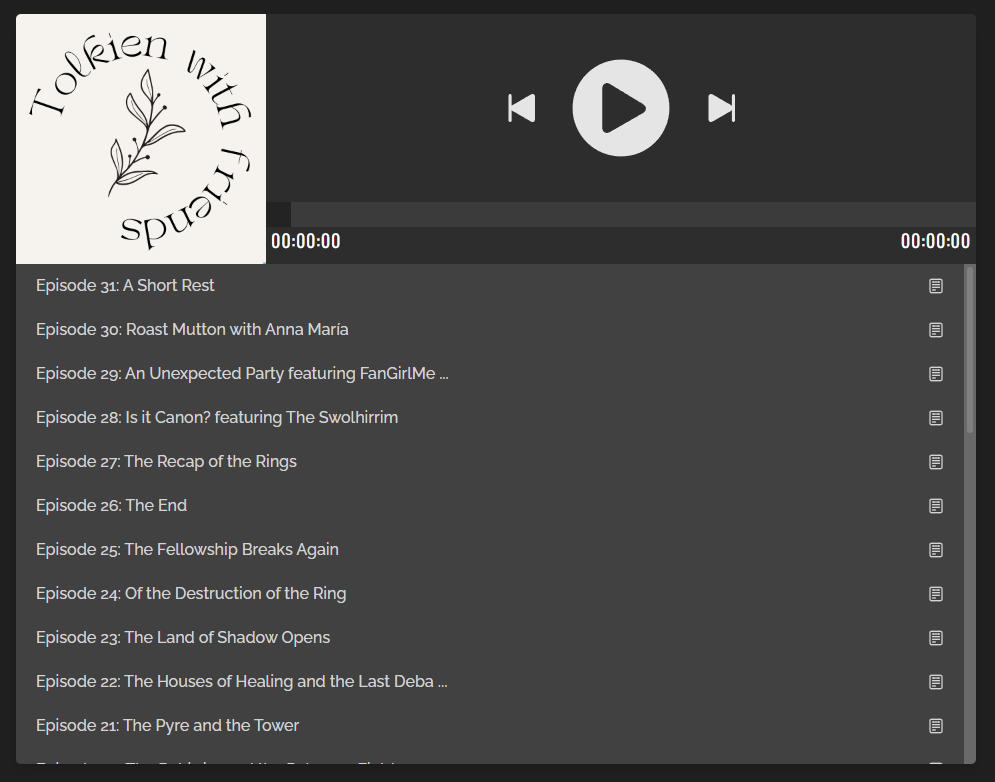 Tolkien with friends
00:00:00
00:00:00
Episode 31: A Short Rest
Episode 30: Roast Mutton with Anna María
Episode 29: An Unexpected Party featuring FanGirlMe ...
Episode 28: Is it Canon? featuring The Swolhirrim
Episode 27: The Recap of the Rings
Episode 26: The End
Episode 25: The Fellowship Breaks Again
Episode 24: Of the Destruction of the Ring
Episode 23: The Land of Shadow Opens
Episode 22: The Houses of Healing and the Last Deba ...
Episode 21: The Pyre and the Tower